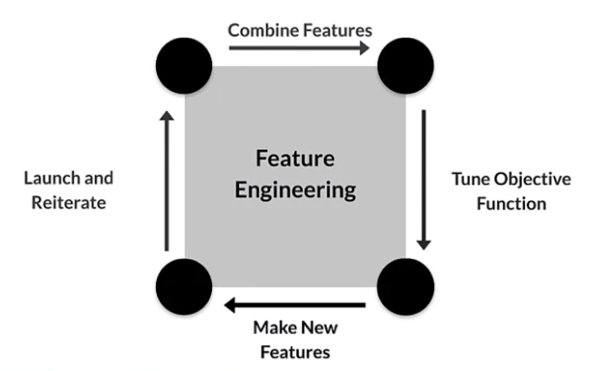 Combine Features
Feature
Engineering
Launch and
Reiterate
Tune Objective
Function
Make New
Features